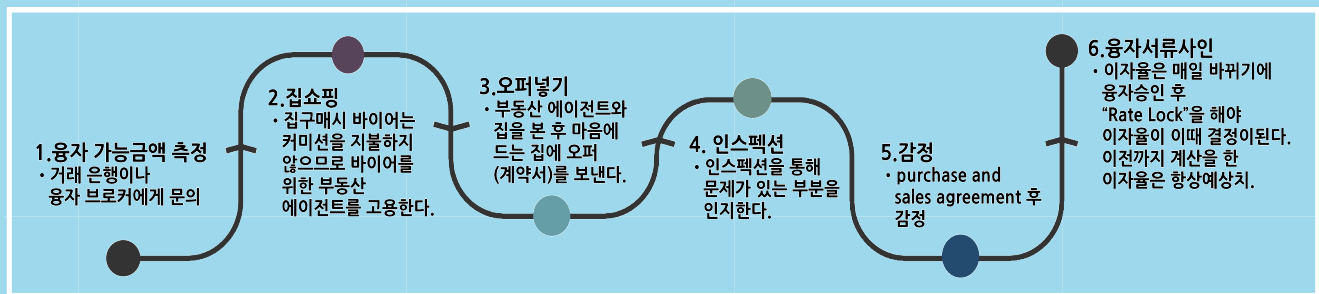 1.융자 가능금액 측정
• 거래 은행이나
융자 브로커에게 문의
2.집쇼핑
• 집구매시 바이어는
커미션을 지불하지
않으므로 바이어를
위한 부동산
에이전트를 고용한다.
3.오퍼넣기
• 부동산 에이전트와
집을 본 후 마음에
드는 집에 오퍼
(계약서)를 보낸다.
4. 인스펙션
• 인스펙션을 통해
문제가 있는 부분을
인지한다.
5.감정
• purchase and
sales agreement 후
감정
6.융자서류사인
• 이자율은 매일 바뀌기에
융자승인 후
“Rate Lock”을 해야
이자율이 이때 결정이된다.
이전까지 계산을 한
이자율은 항상예상치.